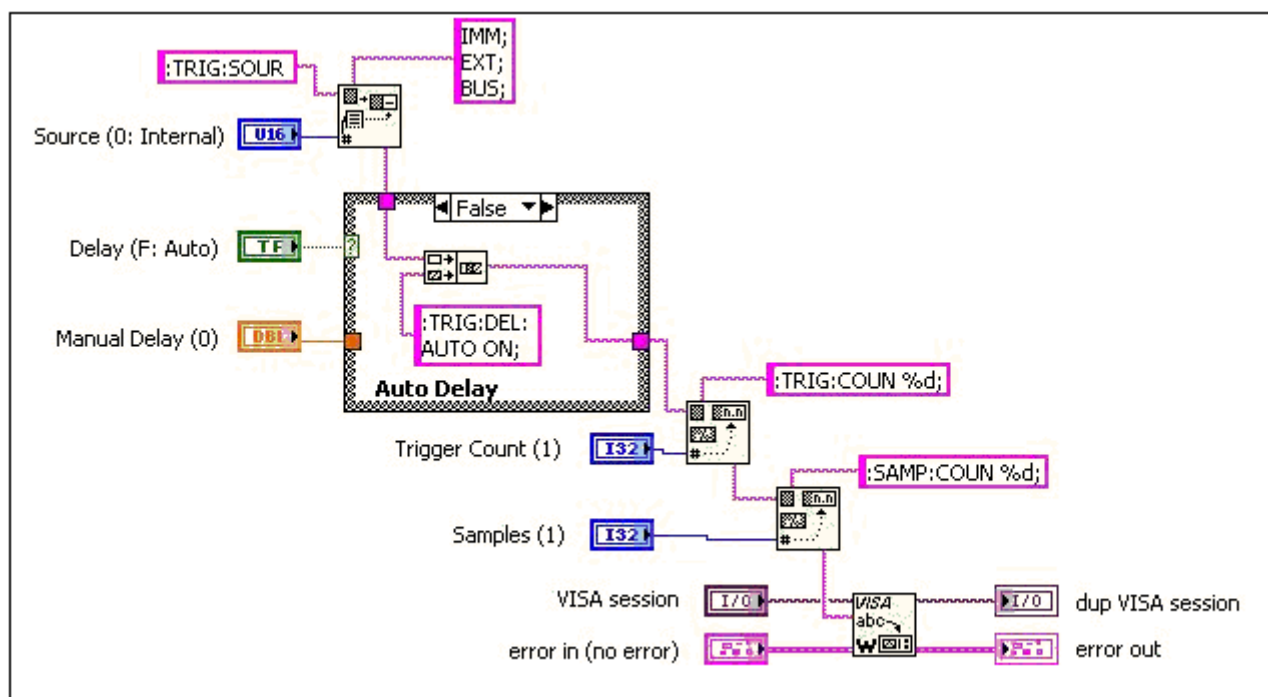 IMM;
EXT;
BUS;
:TRIG:SOUR
Source (0: Internal)
U16
#
False
Delay (F: Auto)
TF
?
:TRIG:DEL:
AUTO ON;
Manual Delay (0)
DBL
Auto Delay
:TRIG:COUN %d;
n.n
Trigger Count (1)
I32
#
:SAMP:COUN %d;
n.n
Samples (1)
I32
#
VISA session
I/O
VISA
abc
W
I/O
dup VISA session
error in (no error)
error out